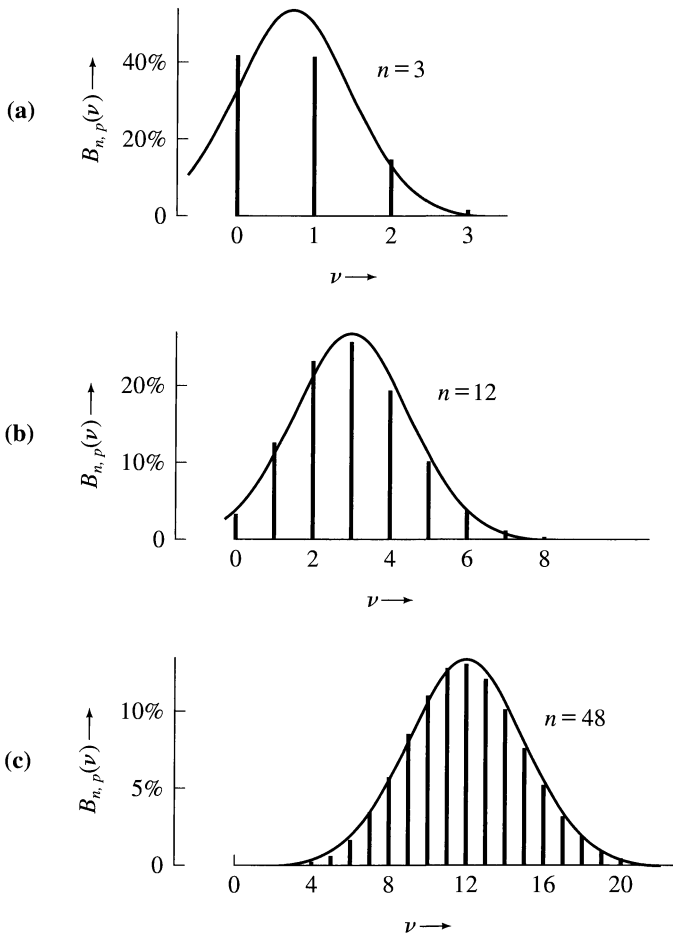 (a)
B_{n, p}(ν) →
40%
20%
0
n = 3
0 1 2 3
ν →
(b)
B_{n, p}(ν) →
20%
10%
0
n = 12
0 2 4 6 8
ν →
(c)
B_{n, p}(ν) →
10%
5%
0
n = 48
0 4 8 12 16 20
ν →